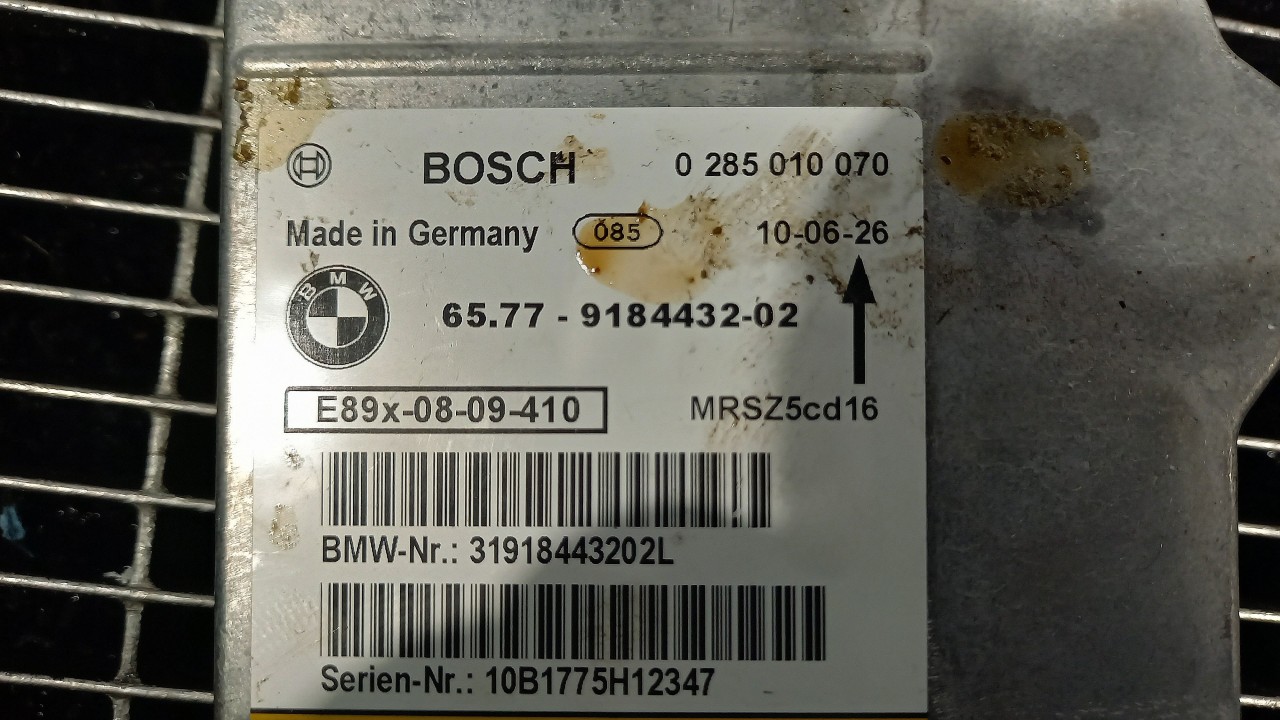 BOSCH 0 285 010 070
Made in Germany 085 10-06-26
BMW
65.77 - 9184432-02
E89x-08-09-410 MRSZ5cd16
BMW-Nr.: 31918443202L
Serien-Nr.: 10B1775H12347